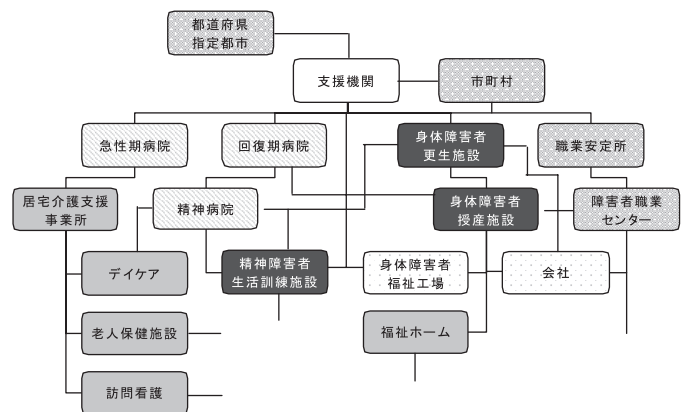 都道府県
指定都市
支援機関
市町村
急性期病院
回復期病院
身体障害者
更生施設
職業安定所
居宅介護支援
事業所
精神病院
身体障害者
授産施設
障害者職業
センター
デイケア
精神障害者
生活訓練施設
身体障害者
福祉工場
会社
老人保健施設
福祉ホーム
訪問看護